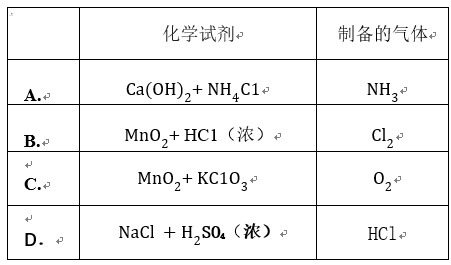 化学试剂 制备的气体
A. Ca(OH)₂+ NH₄C1 NH₃
B. MnO₂+ HC1（浓） Cl₂
C. MnO₂+ KC1O₃ O₂
D. NaCl + H₂SO₄（浓） HCl